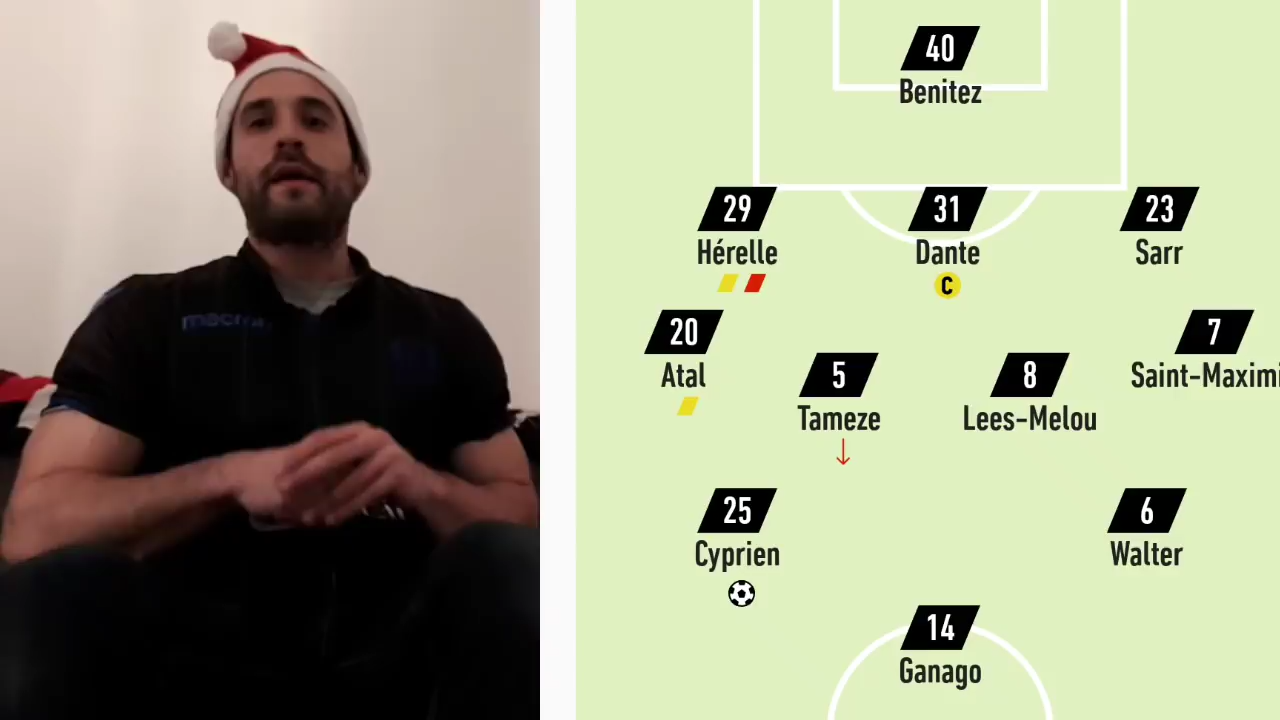 40
Benitez
29
31
23
Hérelle
Dante
Sarr
C
20
7
Atal
Saint-Maximi
5
8
Tameze
Lees-Melou
25
6
Cyprien
Walter
14
Ganago